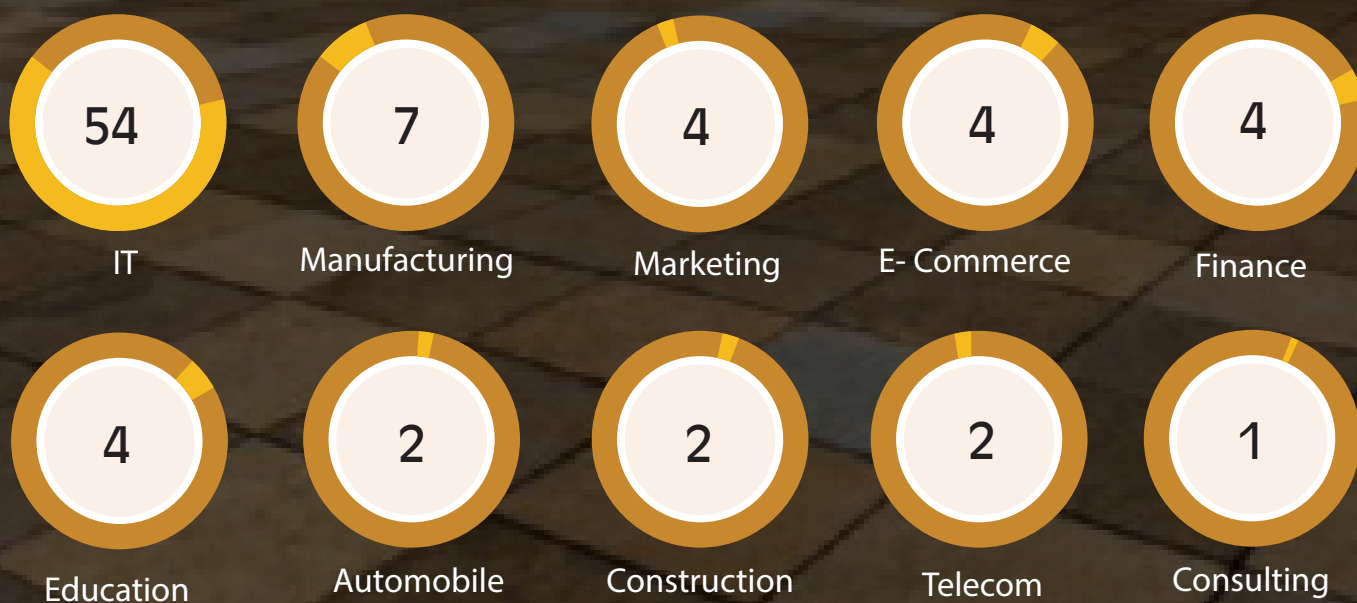 54
7
4
4
4
IT
Manufacturing
Marketing
E- Commerce
Finance
4
2
2
2
1
Education
Automobile
Construction
Telecom
Consulting